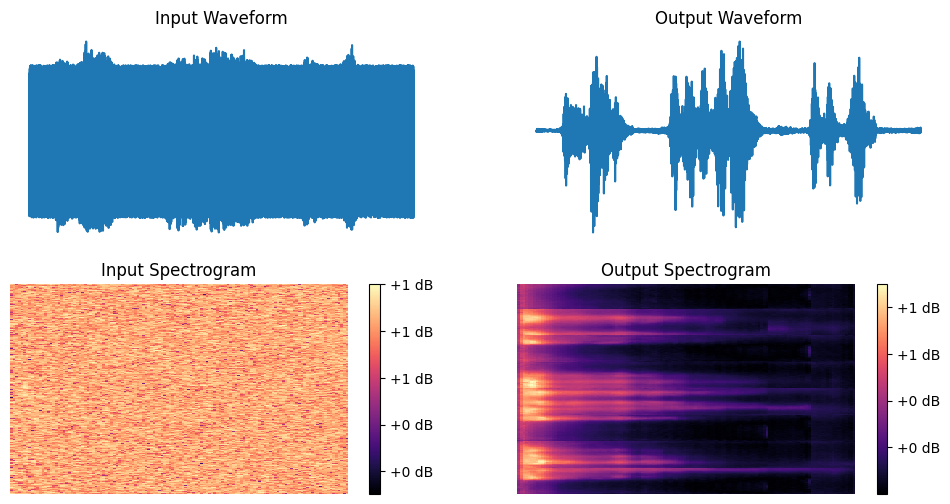 Input Waveform
Output Waveform
Input Spectrogram
+1 dB
+1 dB
+1 dB
+0 dB
+0 dB
Output Spectrogram
+1 dB
+1 dB
+0 dB
+0 dB